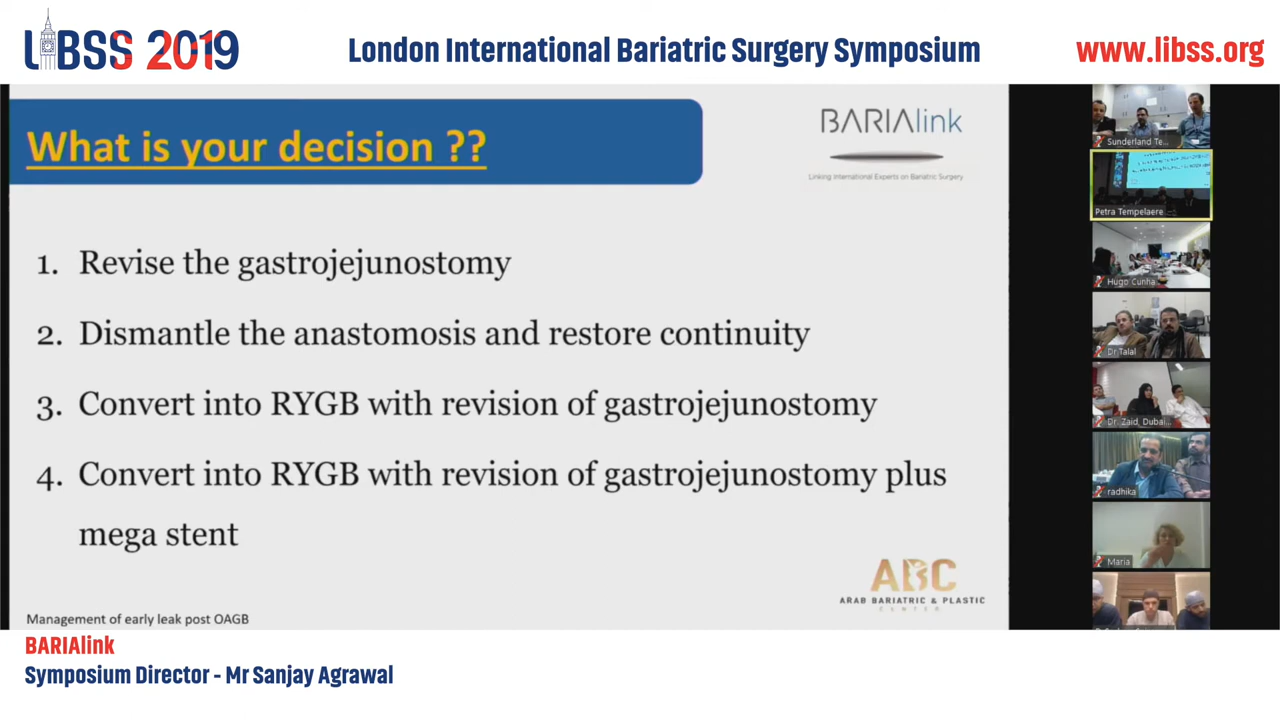 LIBSS 2019
London International Bariatric Surgery Symposium
www.libss.org
What is your decision ??
BARIAlink
Linking International Experts on Bariatric Surgery
1. Revise the gastrojejunostomy
2. Dismantle the anastomosis and restore continuity
3. Convert into RYGB with revision of gastrojejunostomy
4. Convert into RYGB with revision of gastrojejunostomy plus
mega stent
ABC
ARAB BARIATRIC & PLASTIC
CENTER
Management of early leak post OAGB
Sunderland Te...
Petra Tempelaere
Hugo Cunha...
Dr Talal
Dr. Zaid, Dubai...
radhika
Maria
BARIAlink
Symposium Director - Mr Sanjay Agrawal